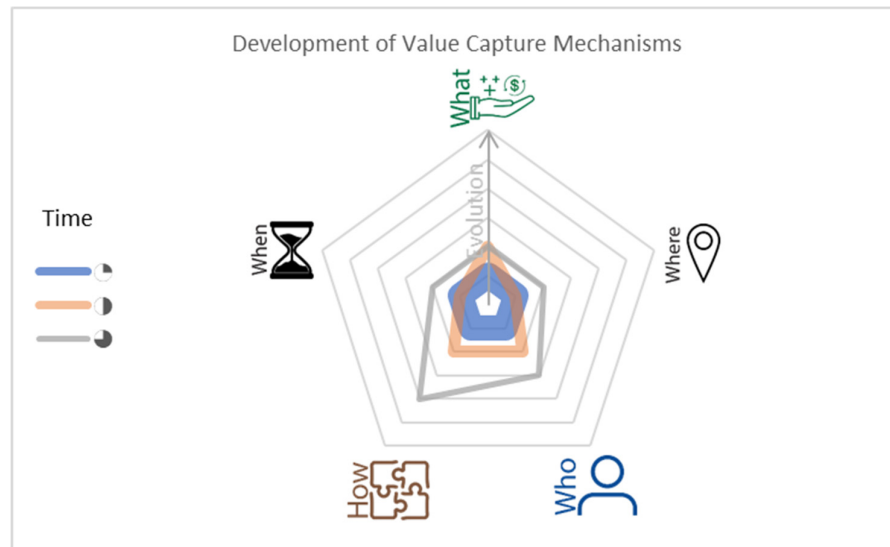 Development of Value Capture Mechanisms
What
++
+
$
Evolution
Time
When
Where
How
Who